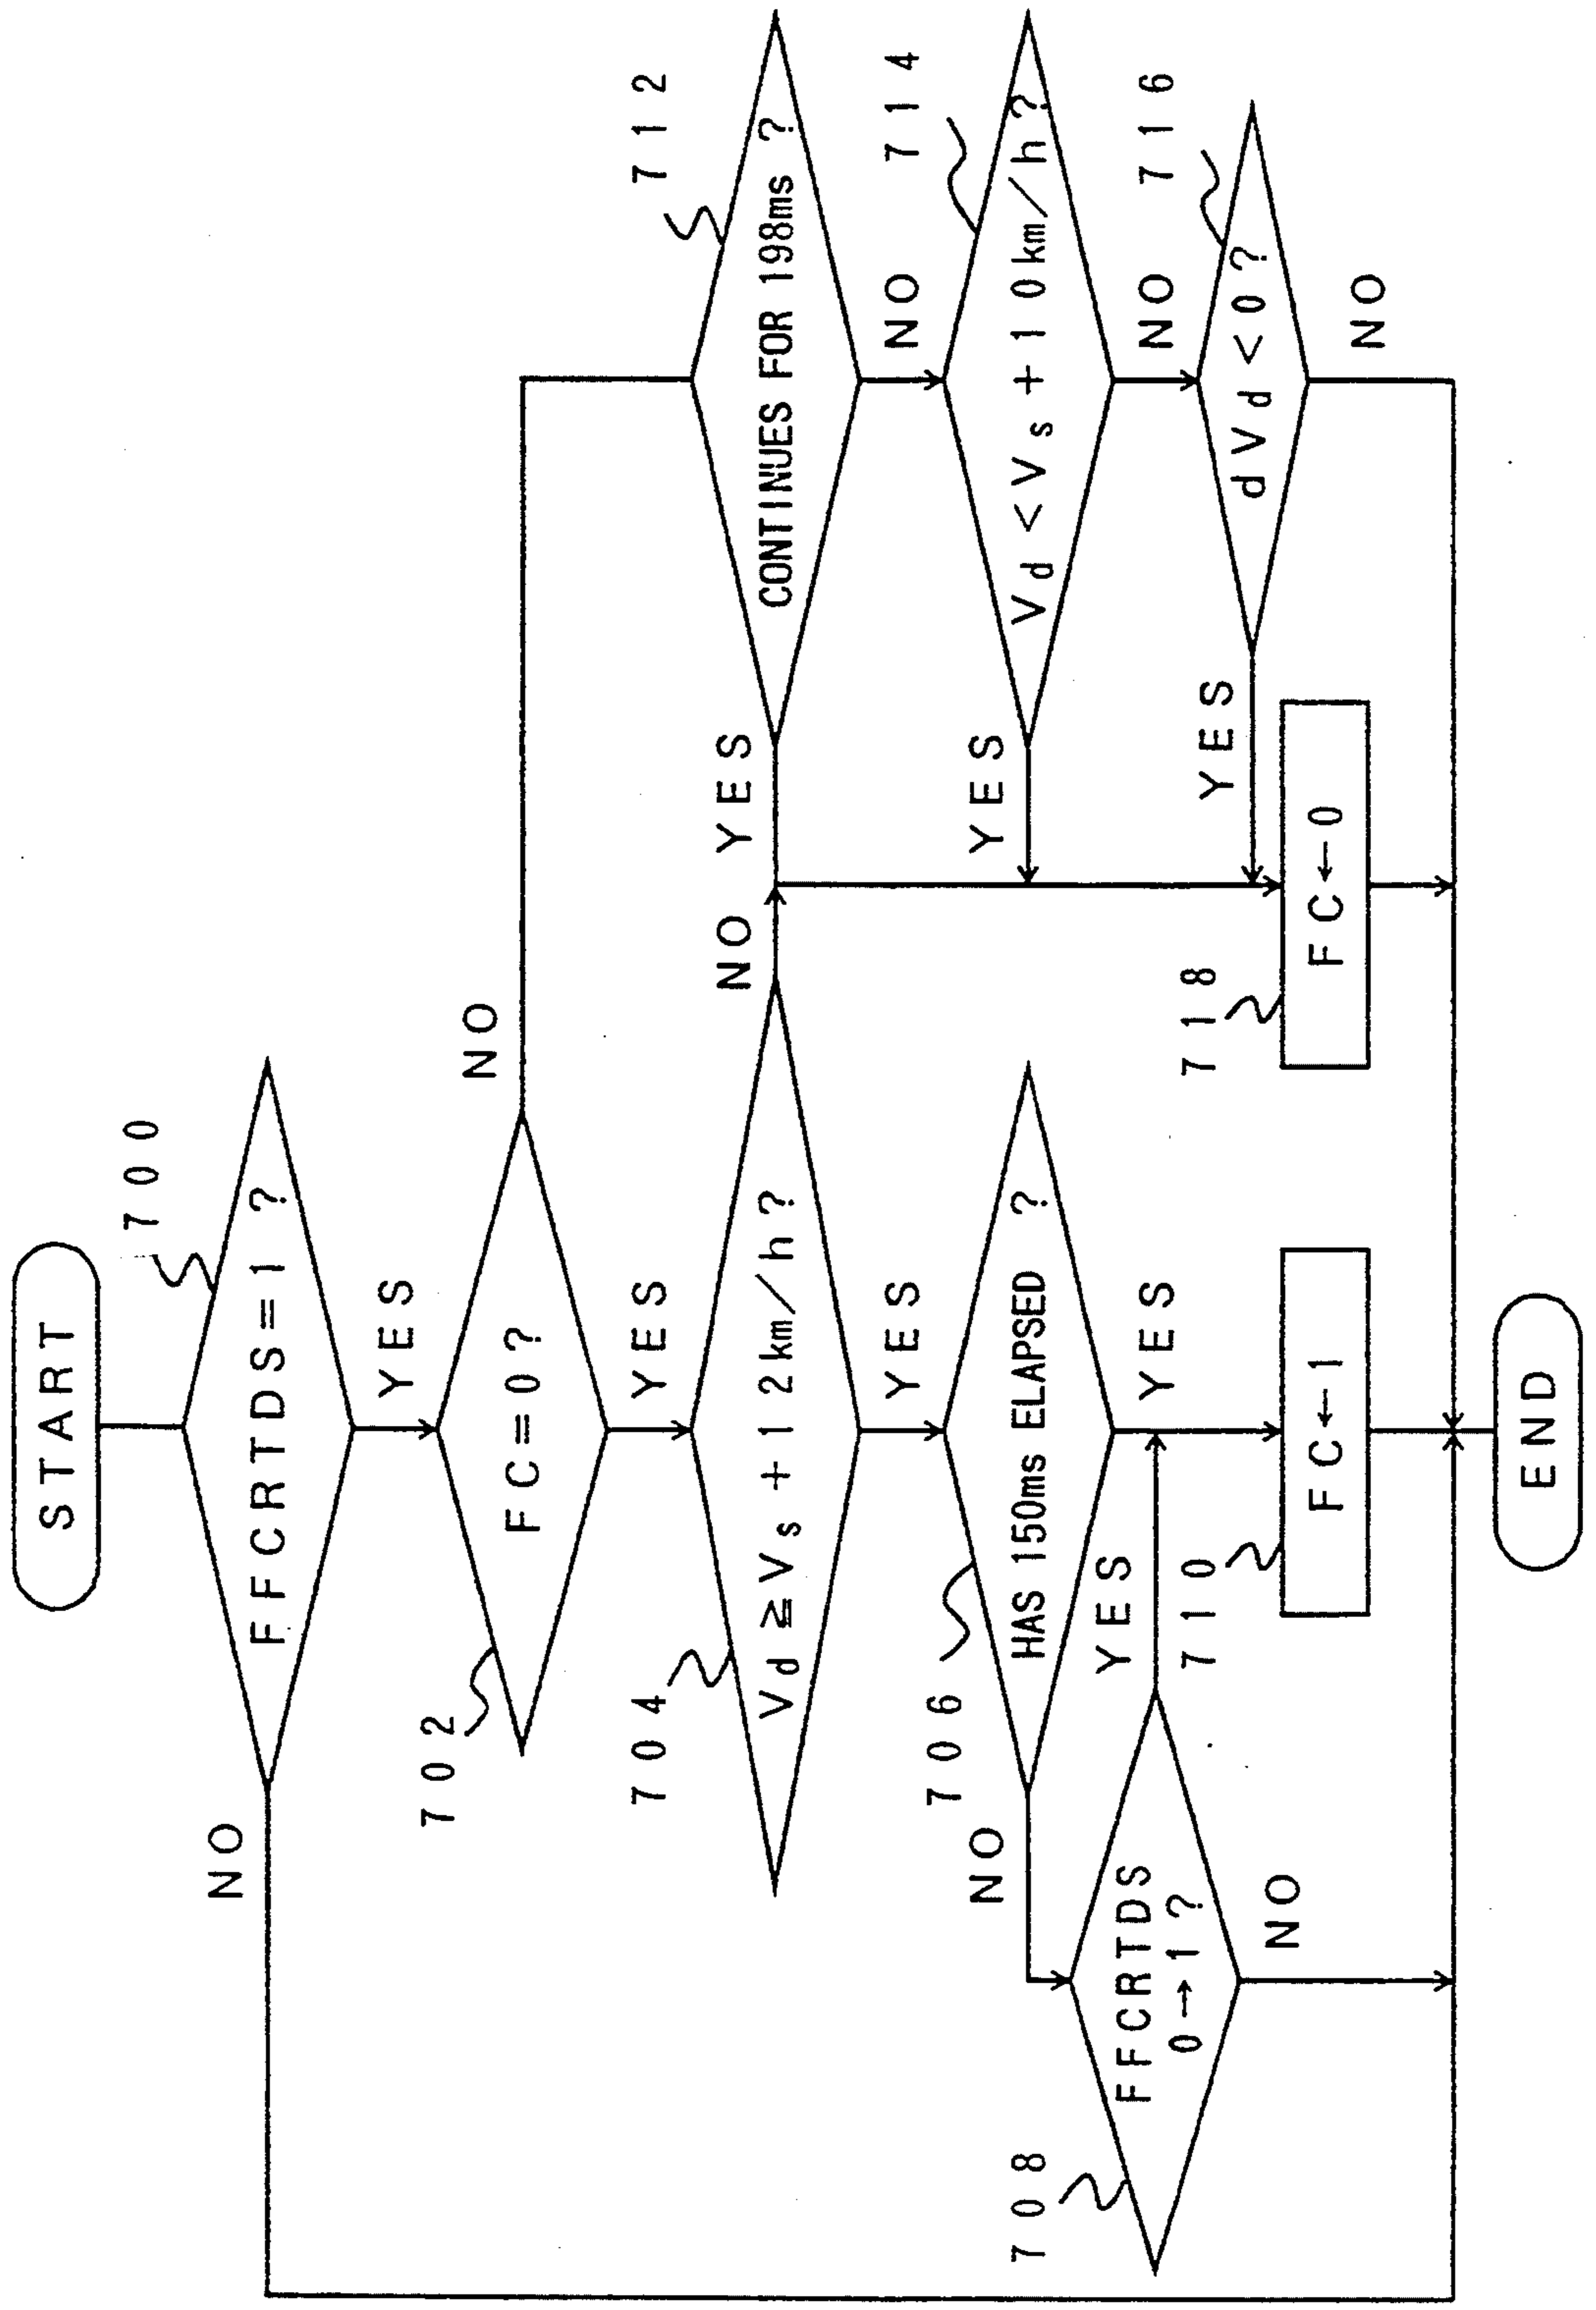 START
700
FFCRTDS=1 ?
NO
YES
702
FC=0?
NO
YES
704
Vd≧Vs+12km/h?
NO
YES
712
CONTINUES FOR 198ms ?
YES
NO
706
HAS 150ms ELAPSED ?
NO
YES
714
Vd<Vs+10km/h?
YES
NO
708
FFCRTDS
0→1?
YES
NO
716
dVd<0?
YES
NO
710
FC←1
718
FC←0
END